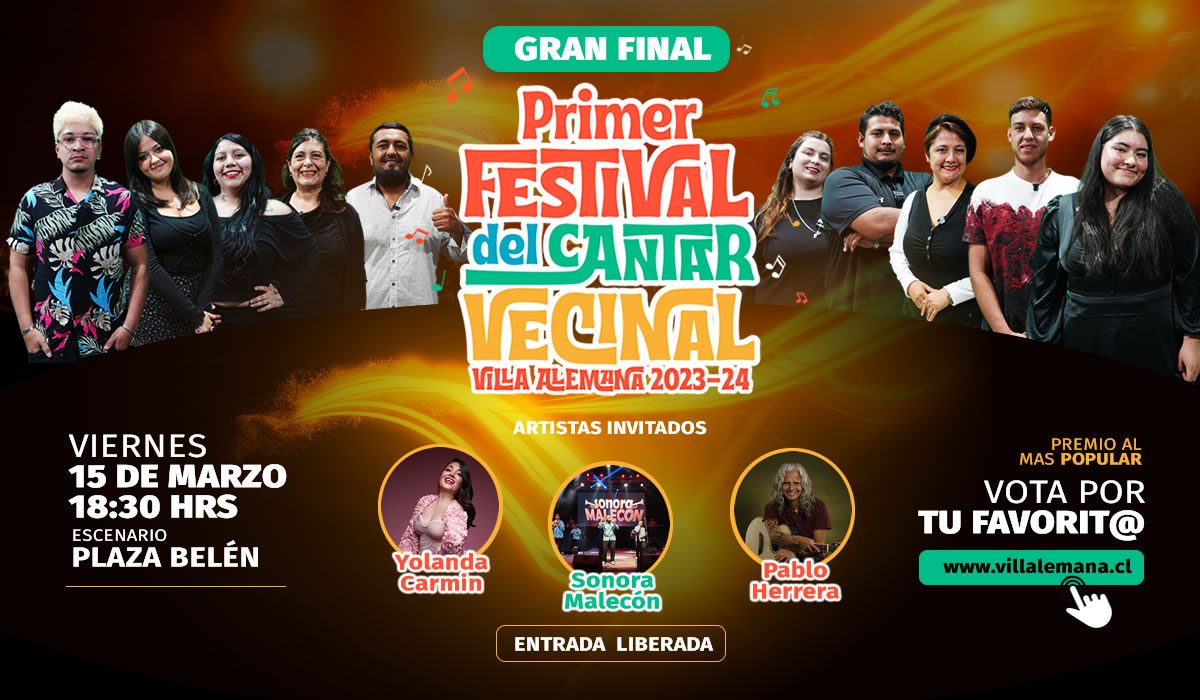 GRAN FINAL
Primer
FESTIVAL
del CANTAR
VECINAL
VILLA ALEMANA 2023-24
ARTISTAS INVITADOS
VIERNES
15 DE MARZO
18:30 HRS
ESCENARIO
PLAZA BELÉN
sonora
MALECÓN
Yolanda
Carmin
Sonora
Malecón
Pablo
Herrera
PREMIO AL
MAS POPULAR
VOTA POR
TU FAVORIT@
www.villalemana.cl
ENTRADA LIBERADA